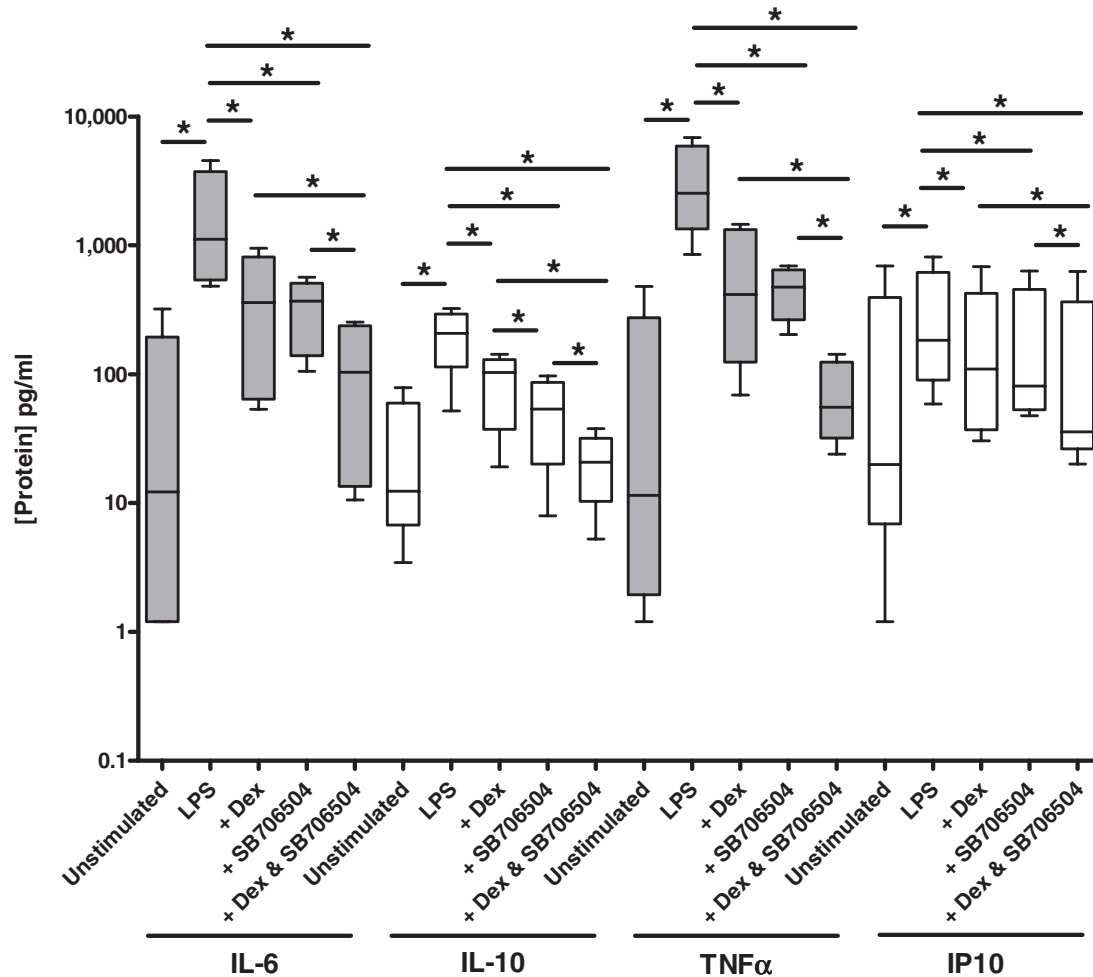 * * * *
* * * *
* * * * *
* * * * * *
* * * * *
* *
*
10,000
1,000
100
10
1
0.1
[Protein] pg/ml
Unstimulated
LPS
+ Dex
+ SB706504
+ Dex & SB706504
Unstimulated
LPS
+ Dex
+ SB706504
+ Dex & SB706504
Unstimulated
LPS
+ Dex
+ SB706504
+ Dex & SB706504
Unstimulated
LPS
+ Dex
+ SB706504
+ Dex & SB706504
IL-6
IL-10
TNFα
IP10